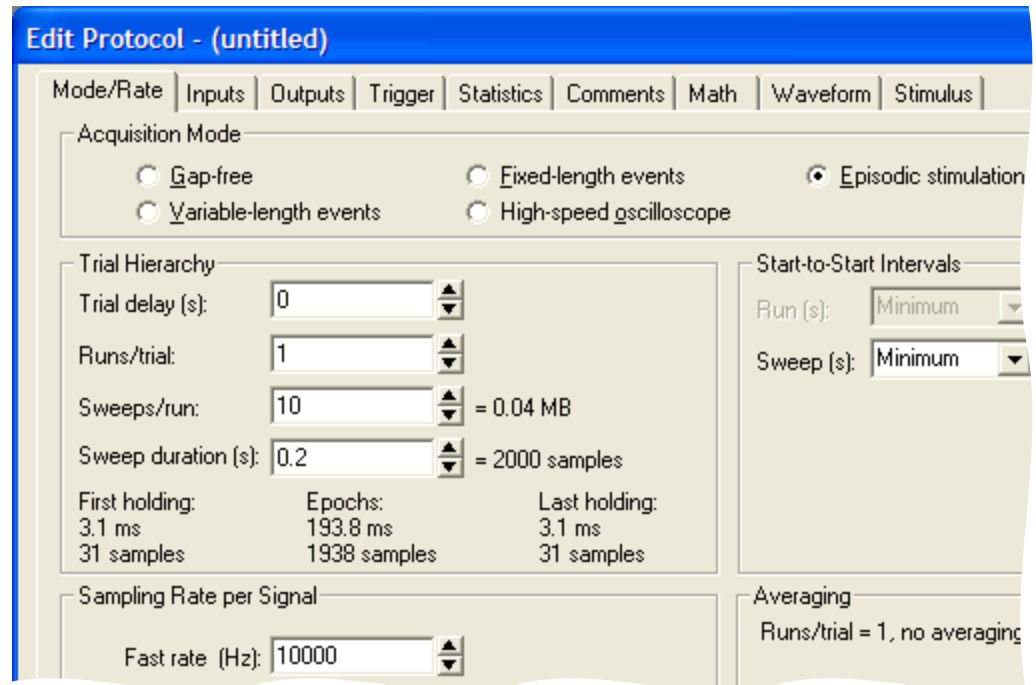 Edit Protocol - (untitled)
Mode/Rate Inputs Outputs Trigger Statistics Comments Math Waveform Stimulus
Acquisition Mode
Gap-free Fixed-length events Episodic stimulation
Variable-length events High-speed oscilloscope
Trial Hierarchy
Trial delay (s): 0
Runs/trial: 1
Sweeps/run: 10 = 0.04 MB
Sweep duration (s): 0.2 = 2000 samples
First holding: Epochs: Last holding:
3.1 ms 193.8 ms 3.1 ms
31 samples 1938 samples 31 samples
Start-to-Start Intervals
Run (s): Minimum
Sweep (s): Minimum
Sampling Rate per Signal
Fast rate (Hz): 10000
Averaging
Runs/trial = 1, no averaging